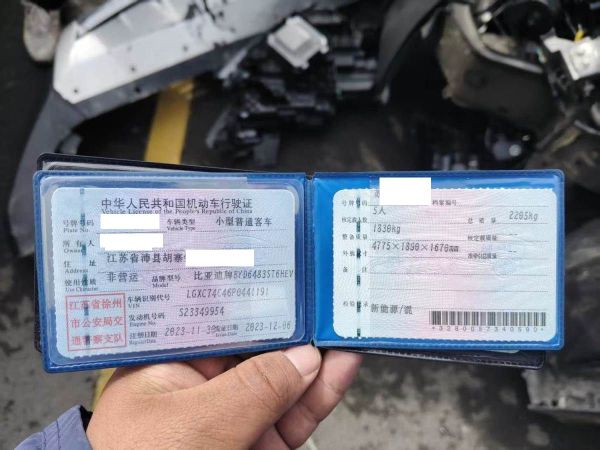 中华人民共和国机动车行驶证
Vehicle License of the People's Republic of China
号牌号码
Plate No.
车辆类型
Vehicle Type
小型普通客车
所有人
Owner
住址
Address
江苏省沛县胡寨
使用性质
Use Character
非营运
品牌型号
Model
比亚迪牌BYD6483ST6HEV
江苏省徐州
市公安局交
通警察支队
车辆识别代号
VIN
LGXC74C46P0441191
发动机号码
Engine No.
S23349954
注册日期
Register Date
2023-11-30
发证日期
Issue Date
2023-12-06
号牌号码
档案编号
核定载人数
5人
总质量
2205kg
整备质量
1830kg
核定载质量
外廓尺寸
4775×1890×1670mm
准牵引总质量
备注
检验记录
新能源/混
*3280057340590*